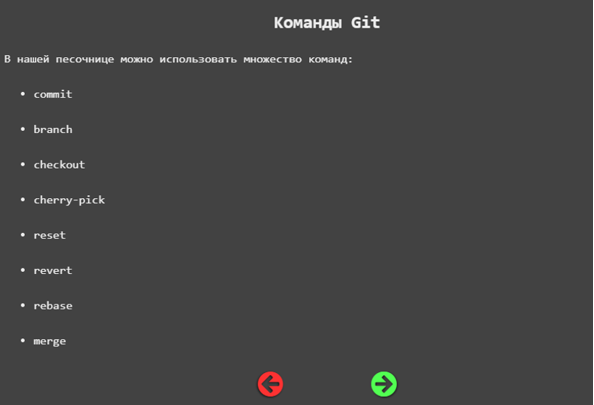 Команды Git
В нашей песочнице можно использовать множество команд:
• commit
• branch
• checkout
• cherry-pick
• reset
• revert
• rebase
• merge